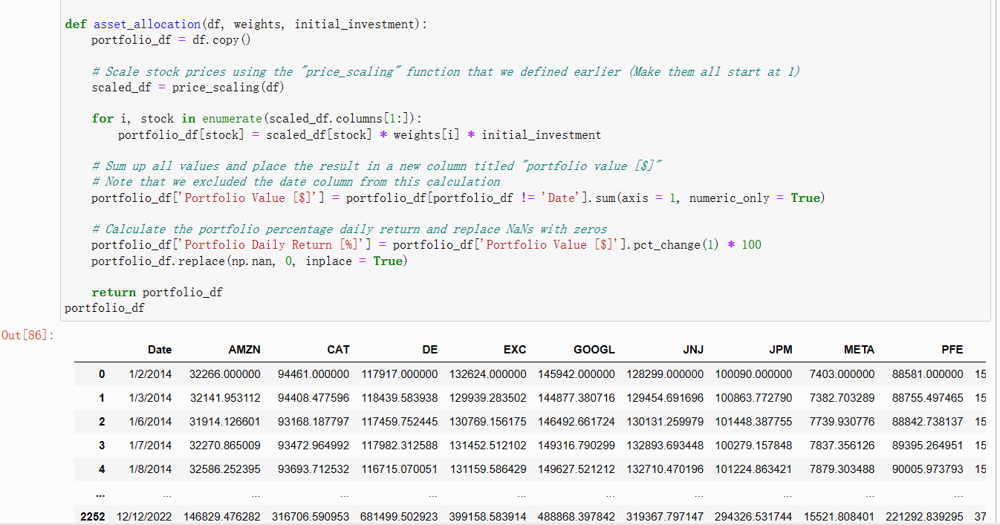 def asset_allocation(df, weights, initial_investment):
portfolio_df = df.copy()
# Scale stock prices using the "price_scaling" function that we defined earlier (Make them all start at 1)
scaled_df = price_scaling(df)
for i, stock in enumerate(scaled_df.columns[1:]):
portfolio_df[stock] = scaled_df[stock] * weights[i] * initial_investment
# Sum up all values and place the result in a new column titled "portfolio value [$]"
# Note that we excluded the date column from this calculation
portfolio_df['Portfolio Value [$]'] = portfolio_df[portfolio_df != 'Date'].sum(axis = 1, numeric_only = True)
# Calculate the portfolio percentage daily return and replace NaNs with zeros
portfolio_df['Portfolio Daily Return [%]'] = portfolio_df['Portfolio Value [$]'].pct_change(1) * 100
portfolio_df.replace(np.nan, 0, inplace = True)
return portfolio_df
portfolio_df
Out[86]:
Date AMZN CAT DE EXC GOOGL JNJ JPM META PFE
0 1/2/2014 32266.000000 94461.000000 117917.000000 132624.000000 145942.000000 128299.000000 100090.000000 7403.000000 88581.000000 15
1 1/3/2014 32141.953112 94408.477596 118439.583938 129939.283502 144877.380716 129454.691696 100863.772790 7382.703289 88755.497465 15
2 1/6/2014 31914.126601 93168.187797 117459.752445 130769.156175 146492.661724 130131.259979 101448.387755 7739.930776 88842.738137 15
3 1/7/2014 32270.865009 93472.964992 117982.312588 131452.512102 149316.790299 132893.693448 100279.157848 7837.356126 89395.264951 15
4 1/8/2014 32586.252395 93693.712532 116715.070051 131159.586429 149627.521212 132710.470196 101224.863421 7879.303488 90005.973793 15
... ... ... ... ... ... ... ... ... ... ...
2252 12/12/2022 146829.476282 316706.590953 681499.502923 399158.583914 488868.397842 319367.797147 294326.531744 15521.808401 221292.839295 37